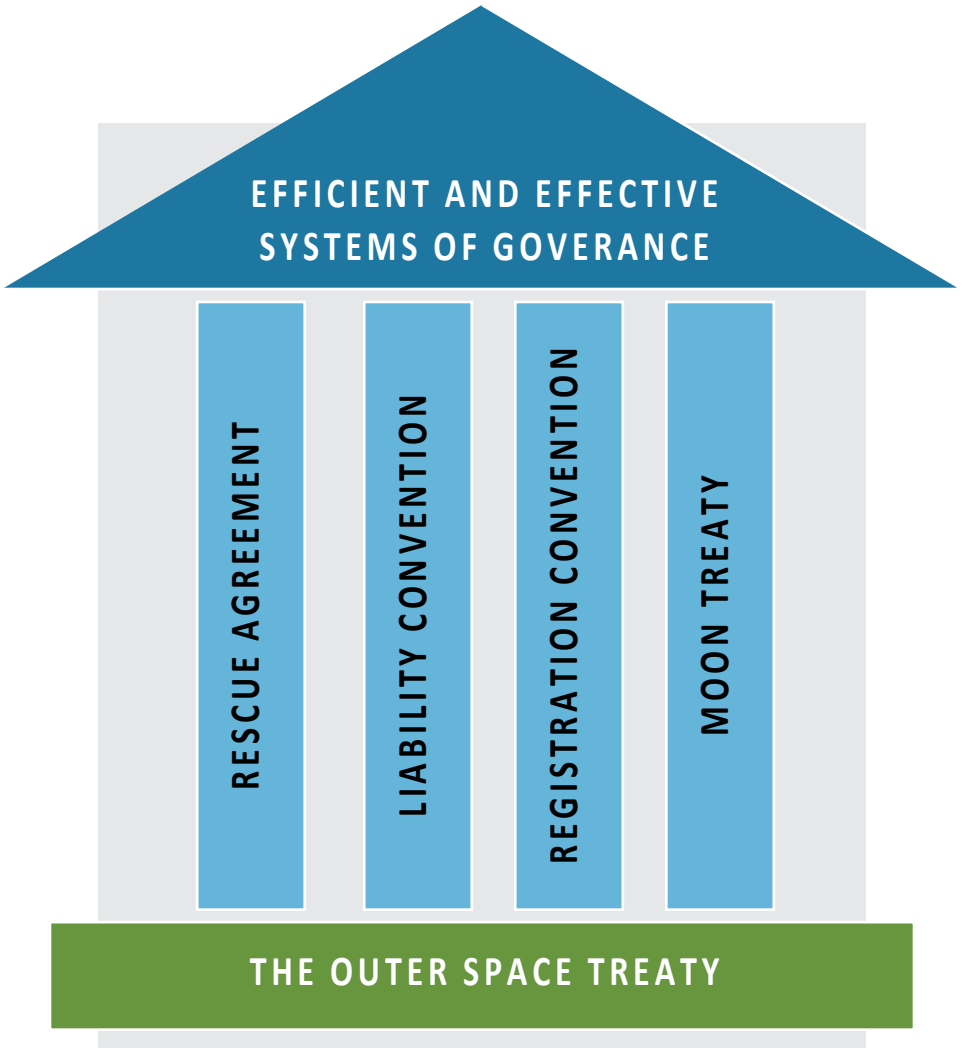 EFFICIENT AND EFFECTIVE
SYSTEMS OF GOVERANCE
RESCUE AGREEMENT
LIABILITY CONVENTION
REGISTRATION CONVENTION
MOON TREATY
THE OUTER SPACE TREATY